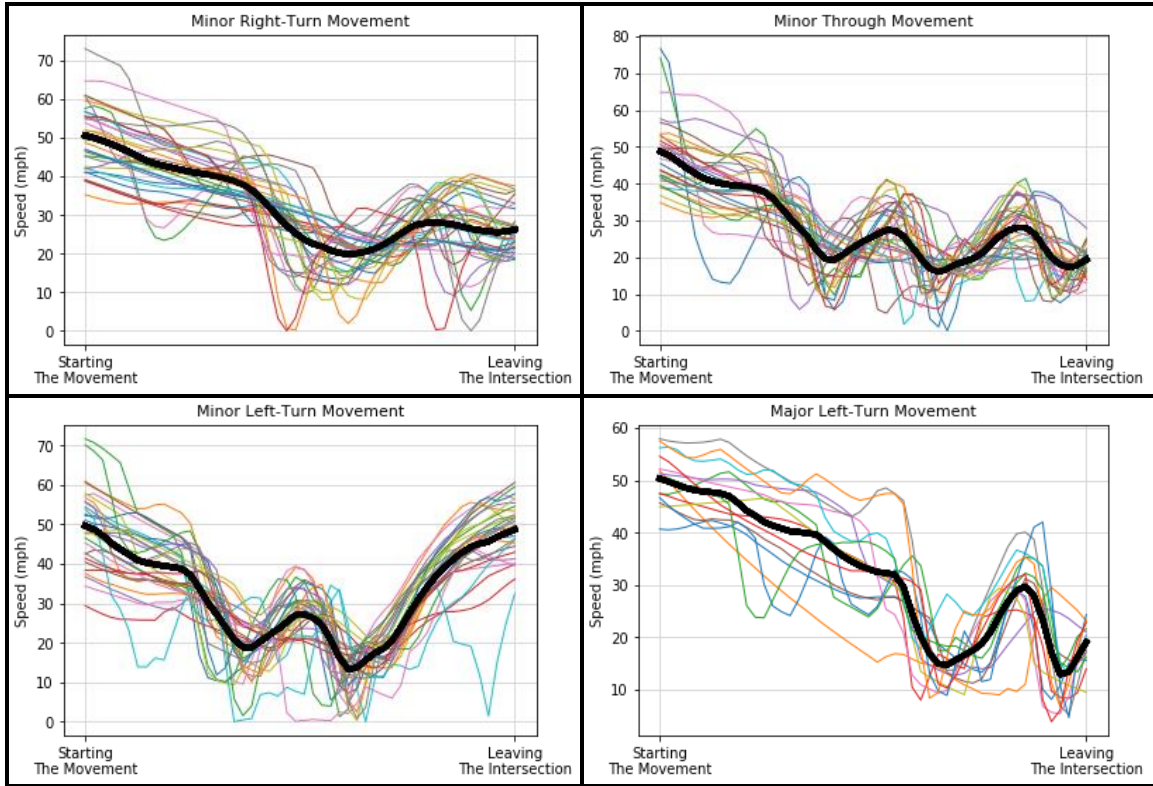 Minor Right-Turn Movement
Speed (mph)
70
60
50
40
30
20
10
0
Starting
The Movement
Leaving
The Intersection
Minor Through Movement
Speed (mph)
80
70
60
50
40
30
20
10
0
Starting
The Movement
Leaving
The Intersection
Minor Left-Turn Movement
Speed (mph)
70
60
50
40
30
20
10
0
Starting
The Movement
Leaving
The Intersection
Major Left-Turn Movement
Speed (mph)
60
50
40
30
20
10
Starting
The Movement
Leaving
The Intersection